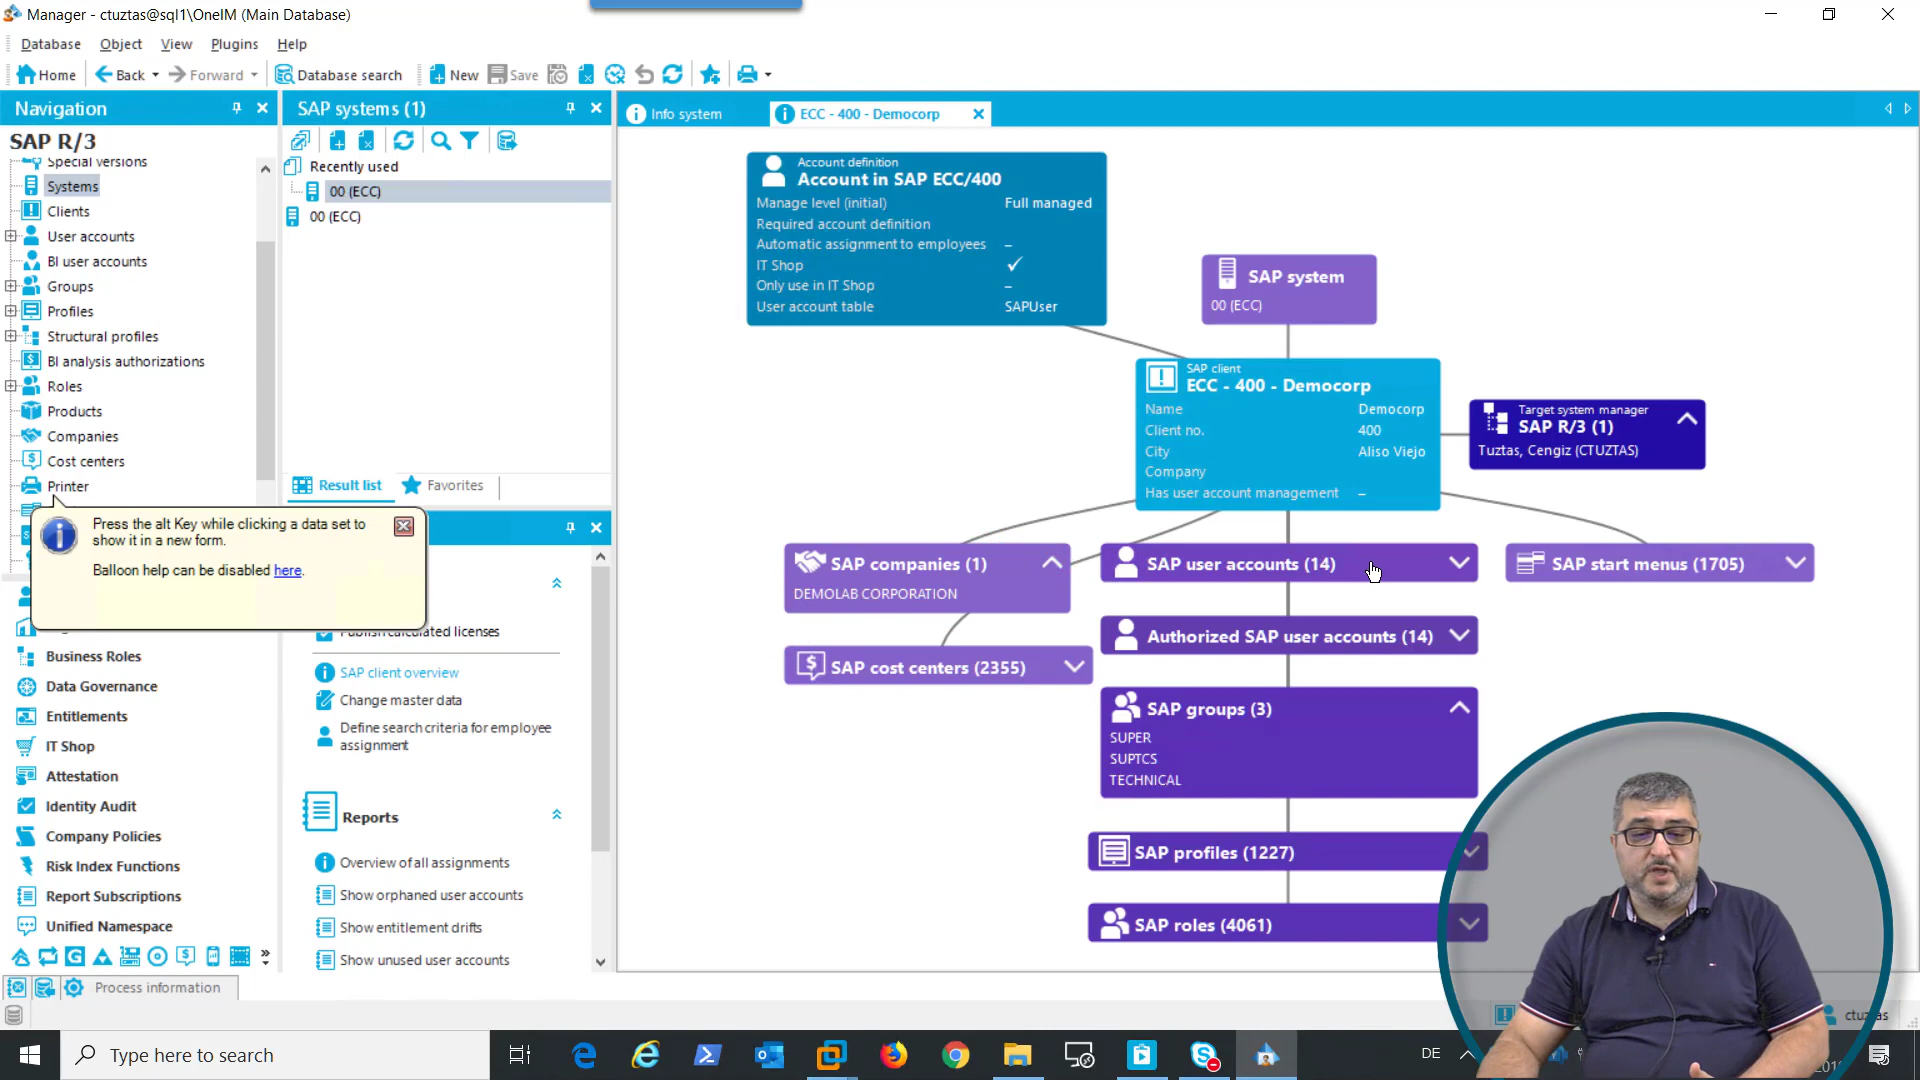 Manager - ctuztas@sql1\OneIM (Main Database)
Database Object View Plugins Help
Home Back Forward Database search New Save
Navigation
SAP R/3
Special versions
Systems
Clients
User accounts
BI user accounts
Groups
Profiles
Structural profiles
BI analysis authorizations
Roles
Products
Companies
Cost centers
Printer
Press the alt Key while clicking a data set to
show it in a new form.
Balloon help can be disabled here.
Business Roles
Data Governance
Entitlements
IT Shop
Attestation
Identity Audit
Company Policies
Risk Index Functions
Report Subscriptions
Unified Namespace
Process information
SAP systems (1)
Recently used
00 (ECC)
00 (ECC)
Result list Favorites
Publish calculated licenses
SAP client overview
Change master data
Define search criteria for employee
assignment
Reports
Overview of all assignments
Show orphaned user accounts
Show entitlement drifts
Show unused user accounts
Info system
ECC - 400 - Democorp
Account definition
Account in SAP ECC/400
Manage level (initial) Full managed
Required account definition
Automatic assignment to employees –
IT Shop ✓
Only use in IT Shop –
User account table SAPUser
SAP system
00 (ECC)
SAP client
ECC - 400 - Democorp
Name Democorp
Client no. 400
City Aliso Viejo
Company
Has user account management –
Target system manager
SAP R/3 (1)
Tuztas, Cengiz (CTUZTAS)
SAP companies (1)
DEMOLAB CORPORATION
SAP cost centers (2355)
SAP user accounts (14)
Authorized SAP user accounts (14)
SAP groups (3)
SUPER
SUPTCS
TECHNICAL
SAP profiles (1227)
SAP roles (4061)
SAP start menus (1705)
ctuztas
Type here to search
DE